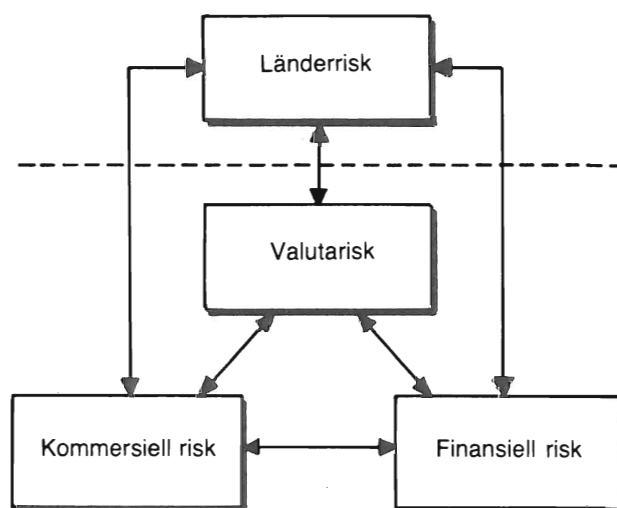 Länderrisk
Valutarisk
Kommersiell risk
Finansiell risk